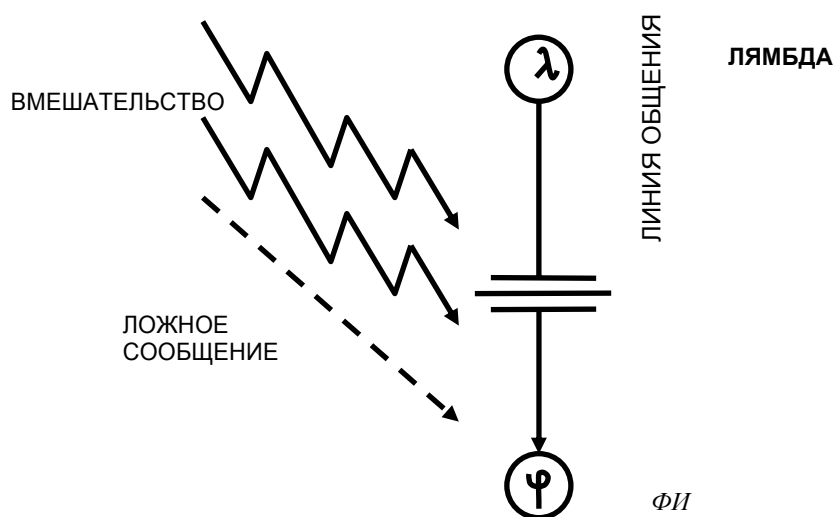 λ
ЛИНИЯ ОБЩЕНИЯ
ЛЯМБДА
ВМЕШАТЕЛЬСТВО
ЛОЖНОЕ
СООБЩЕНИЕ
φ
ФИ